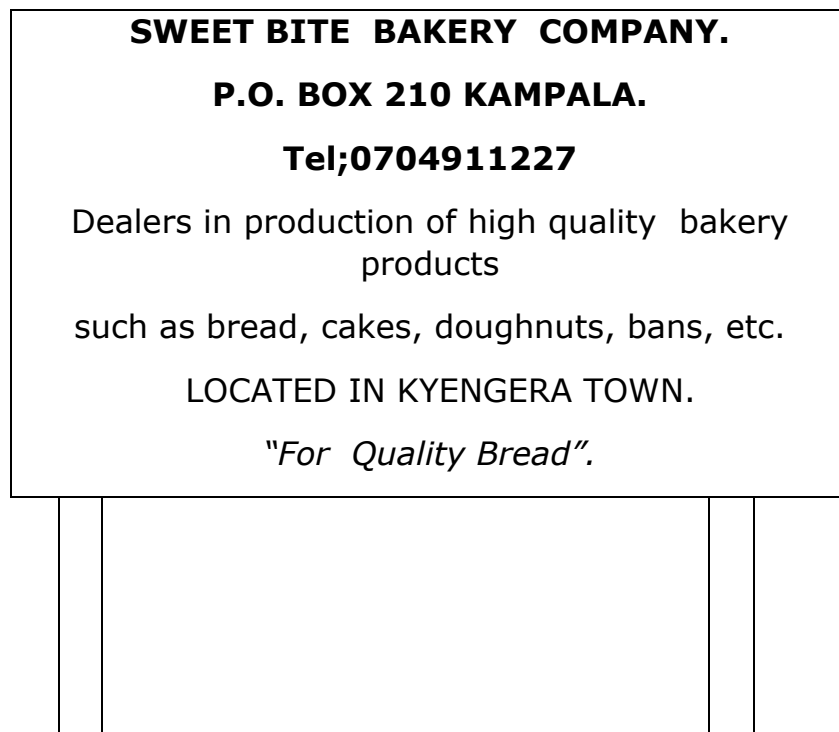 SWEET BITE  BAKERY  COMPANY.
P.O. BOX 210 KAMPALA.
Tel;0704911227
Dealers in production of high quality  bakery
products
such as bread, cakes, doughnuts, bans, etc.
LOCATED IN KYENGERA TOWN.
“For  Quality Bread”.